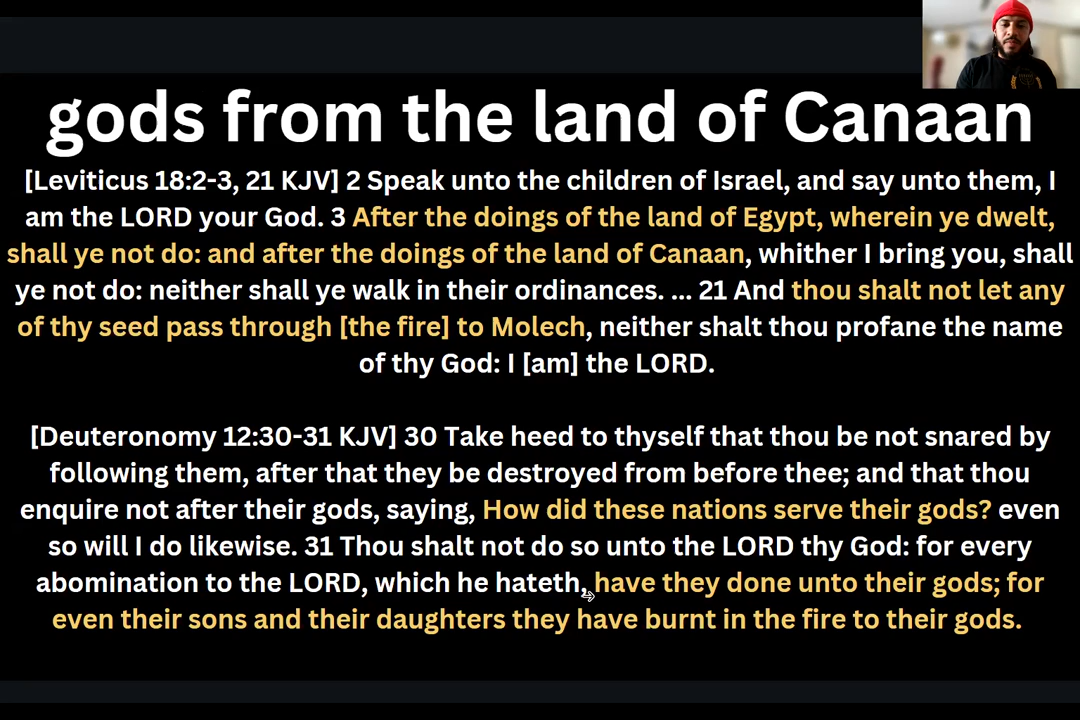 gods from the land of Canaan
[Leviticus 18:2-3, 21 KJV] 2 Speak unto the children of Israel, and say unto them, I
am the LORD your God. 3 After the doings of the land of Egypt, wherein ye dwelt,
shall ye not do: and after the doings of the land of Canaan, whither I bring you, shall
ye not do: neither shall ye walk in their ordinances. ... 21 And thou shalt not let any
of thy seed pass through [the fire] to Molech, neither shalt thou profane the name
of thy God: I [am] the LORD.
[Deuteronomy 12:30-31 KJV] 30 Take heed to thyself that thou be not snared by
following them, after that they be destroyed from before thee; and that thou
enquire not after their gods, saying, How did these nations serve their gods? even
so will I do likewise. 31 Thou shalt not do so unto the LORD thy God: for every
abomination to the LORD, which he hateth, have they done unto their gods; for
even their sons and their daughters they have burnt in the fire to their gods.